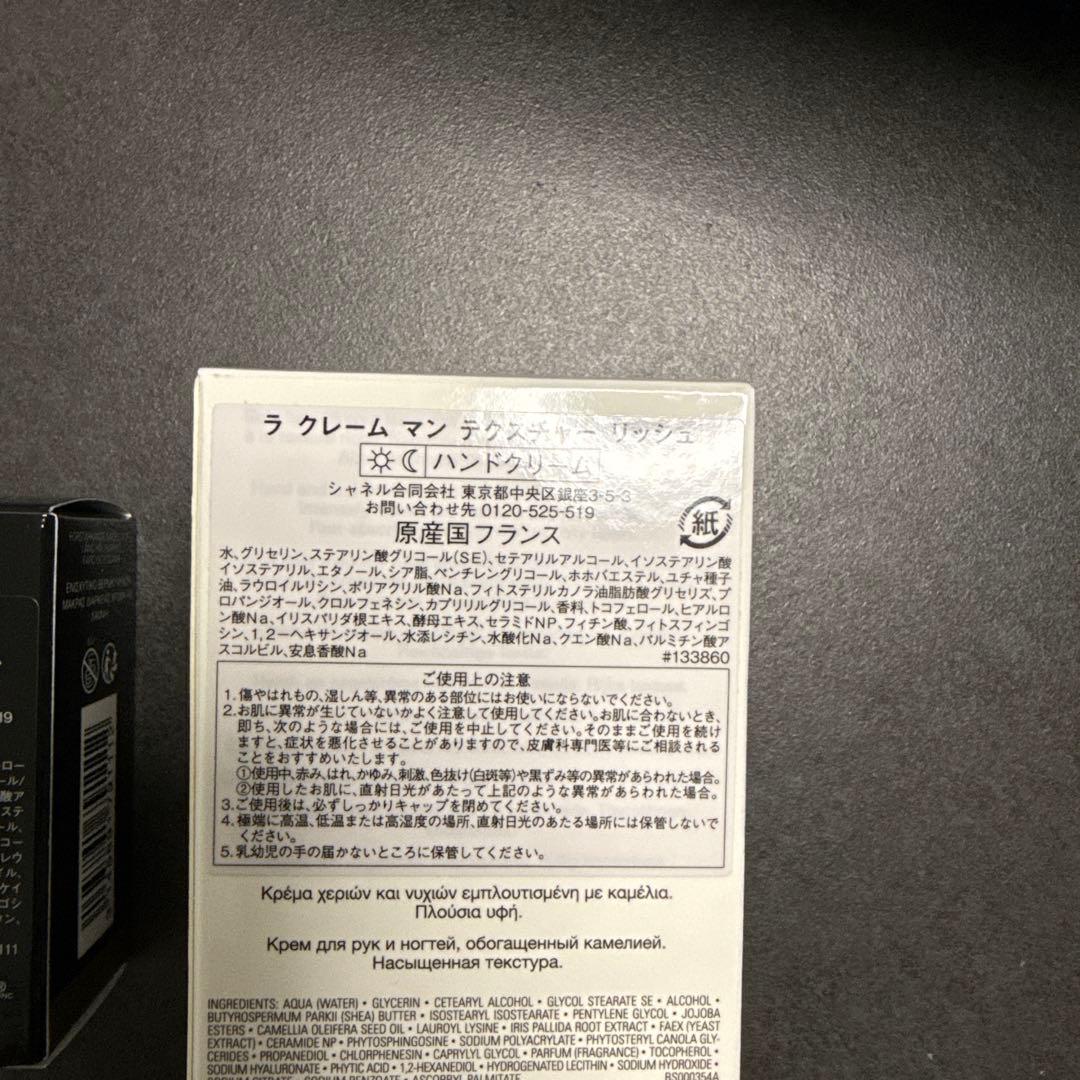 ラ クレーム マン テクスチャー リッシュ
ハンドクリーム
シャネル合同会社 東京都中央区銀座3-5-3
お問い合わせ先 0120-525-519
原産国フランス
紙
水、グリセリン、ステアリン酸グリコール(SE)、セテアリルアルコール、イソステアリン酸
イソステアリル、エタノール、シア脂、ペンチレングリコール、ホホバエステル、ユチャ種子
油、ラウロイルリシン、ポリアクリル酸Na、フィトステリルカノラ油脂肪酸グリセリズ、プ
ロパンジオール、クロルフェネシン、カプリリルグリコール、香料、トコフェロール、ヒアルロ
ン酸Na、イリスパリダ根エキス、酵母エキス、セラミドNP、フィチン酸、フィトスフィンゴ
シン、1,2-ヘキサンジオール、水添レシチン、水酸化Na、クエン酸Na、パルミチン酸ア
スコルビル、安息香酸Na
#133860
ご使用上の注意
1. 傷やはれもの、湿しん等、異常のある部位にはお使いにならないでください。
2. お肌に異常が生じていないかよく注意して使用してください。お肌に合わないとき、
即ち、次のような場合には、ご使用を中止してください。そのままご使用を続け
ますと、症状を悪化させることがありますので、皮膚科専門医等にご相談される
ことをおすすめいたします。
①使用中、赤み、はれ、かゆみ、刺激、色抜け(白斑等)や黒ずみ等の異常があらわれた場合。
②使用したお肌に、直射日光があたって上記のような異常があらわれた場合。
3. ご使用後は、必ずしっかりキャップを閉めてください。
4. 極端に高温、低温または高湿度の場所、直射日光のあたる場所には保管しないで
ください。
5. 乳幼児の手の届かないところに保管してください。
Κρέμα χεριών και νυχιών εμπλουτισμένη με καμέλια.
Πλούσια υφή.
Крем для рук и ногтей, обогащенный камелией.
Насыщенная текстура.
INGREDIENTS: AQUA (WATER) • GLYCERIN • CETEARYL ALCOHOL • GLYCOL STEARATE SE • ALCOHOL •
BUTYROSPERMUM PARKII (SHEA) BUTTER • ISOSTEARYL ISOSTEARATE • PENTYLENE GLYCOL • JOJOBA
ESTERS • CAMELLIA OLEIFERA SEED OIL • LAUROYL LYSINE • IRIS PALLIDA ROOT EXTRACT • FAEX (YEAST
EXTRACT) • CERAMIDE NP • PHYTOSPHINGOSINE • SODIUM POLYACRYLATE • PHYTOSTERYL CANOLA GLY-
CERIDES • PROPANEDIOL • CHLORPHENESIN • CAPRYLYL GLYCOL • PARFUM (FRAGRANCE) • TOCOPHEROL •
SODIUM HYALURONATE • PHYTIC ACID • 1,2-HEXANEDIOL • HYDROGENATED LECITHIN • SODIUM HYDROXIDE •
SODIUM CITRATE • SODIUM BENZOATE • ASCORBYL PALMITATE
BS000354A